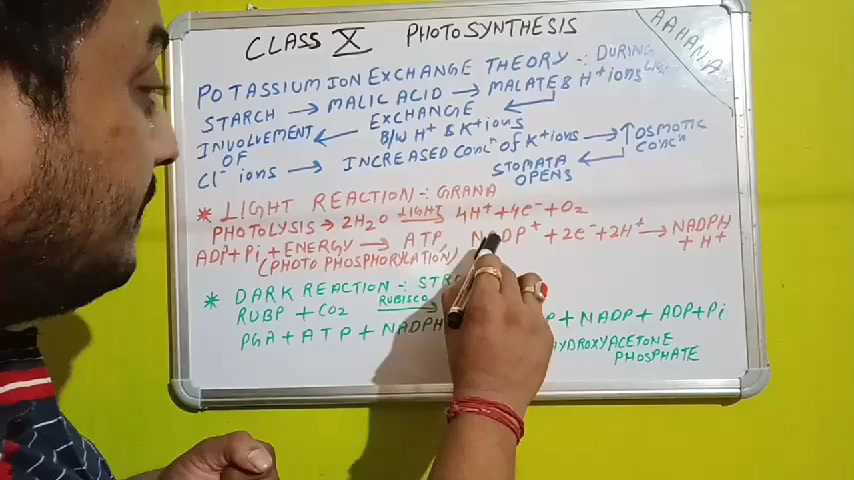 CLASS X PHOTOSYNTHESIS
AAHANA
POTASSIUM ION EXCHANGE THEORY :- DURING
STARCH → MALIC ACID → MALATE & H+ ions
INVOLVEMENT ← EXCHANGE
OF B/W H+ & K+ ions
Cl- ions → INCREASED Concn OF K+ ions → ↑ OSMOTIC
STOMATA ← Concn
OPENS
* LIGHT REACTION :- GRANA
PHOTOLYSIS → 2H2O LIGHT → 4H+ + 4e- + O2
ADP + Pi + ENERGY → ATP, NADP+ + 2e- + 2H+ → NADPH
(PHOTO PHOSPHORYLATION) + H+
* DARK REACTION :-
RUBP + CO2 RUBISCO →
PGA + ATP + NADPH + NADP + ADP + Pi
PHOSPHATE